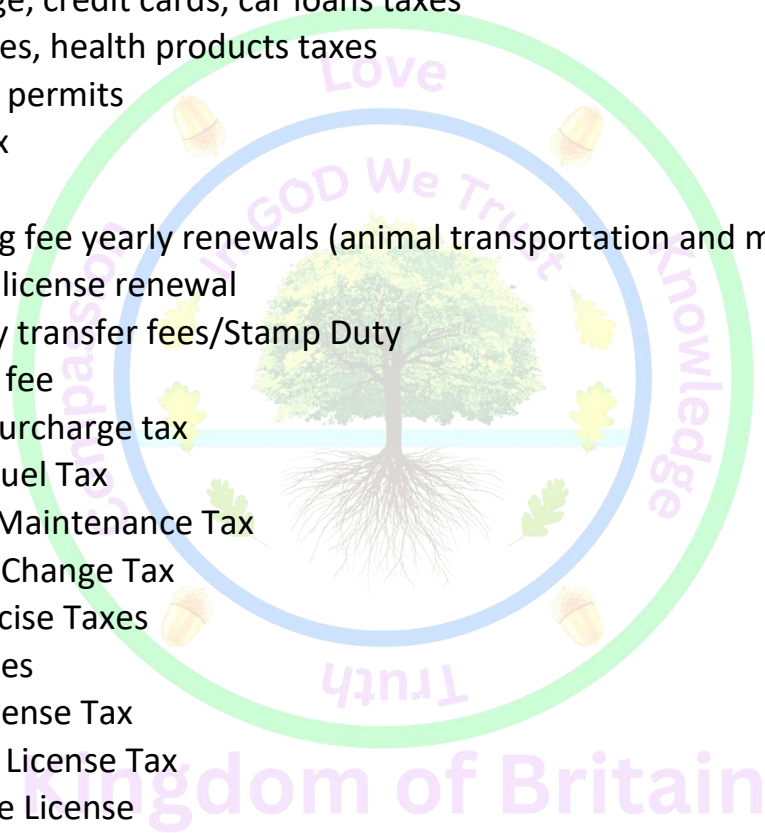 ge, credit cards, car loans taxes
es, health products taxes
permits
x
g fee yearly renewals (animal transportation and m
license renewal
y transfer fees/Stamp Duty
fee
urcharge tax
uel Tax
Maintenance Tax
Change Tax
cise Taxes
es
ense Tax
License Tax
e License
Love
In GOD We Trust
Compassion
Knowledge
Truth
Kingdom of Britain